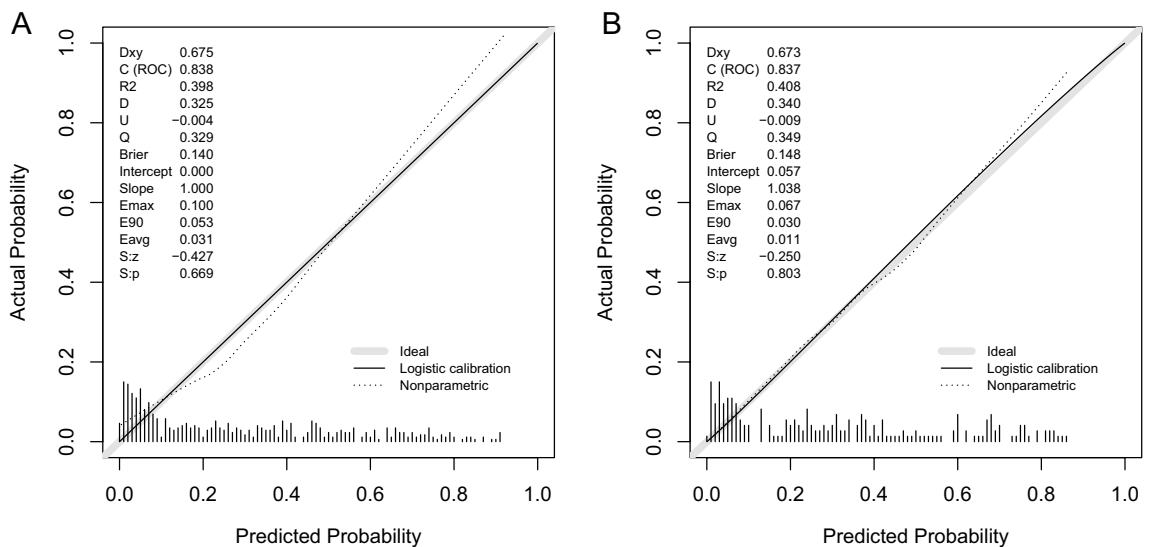 A
Dxy 0.675
C (ROC) 0.838
R2 0.398
D 0.325
U −0.004
Q 0.329
Brier 0.140
Intercept 0.000
Slope 1.000
Emax 0.100
E90 0.053
Eavg 0.031
S:z −0.427
S:p 0.669
Ideal
Logistic calibration
Nonparametric
Actual Probability
1.0
0.8
0.6
0.4
0.2
0.0
0.0 0.2 0.4 0.6 0.8 1.0
Predicted Probability
B
Dxy 0.673
C (ROC) 0.837
R2 0.408
D 0.340
U −0.009
Q 0.349
Brier 0.148
Intercept 0.057
Slope 1.038
Emax 0.067
E90 0.030
Eavg 0.011
S:z −0.250
S:p 0.803
Ideal
Logistic calibration
Nonparametric
Actual Probability
1.0
0.8
0.6
0.4
0.2
0.0
0.0 0.2 0.4 0.6 0.8 1.0
Predicted Probability